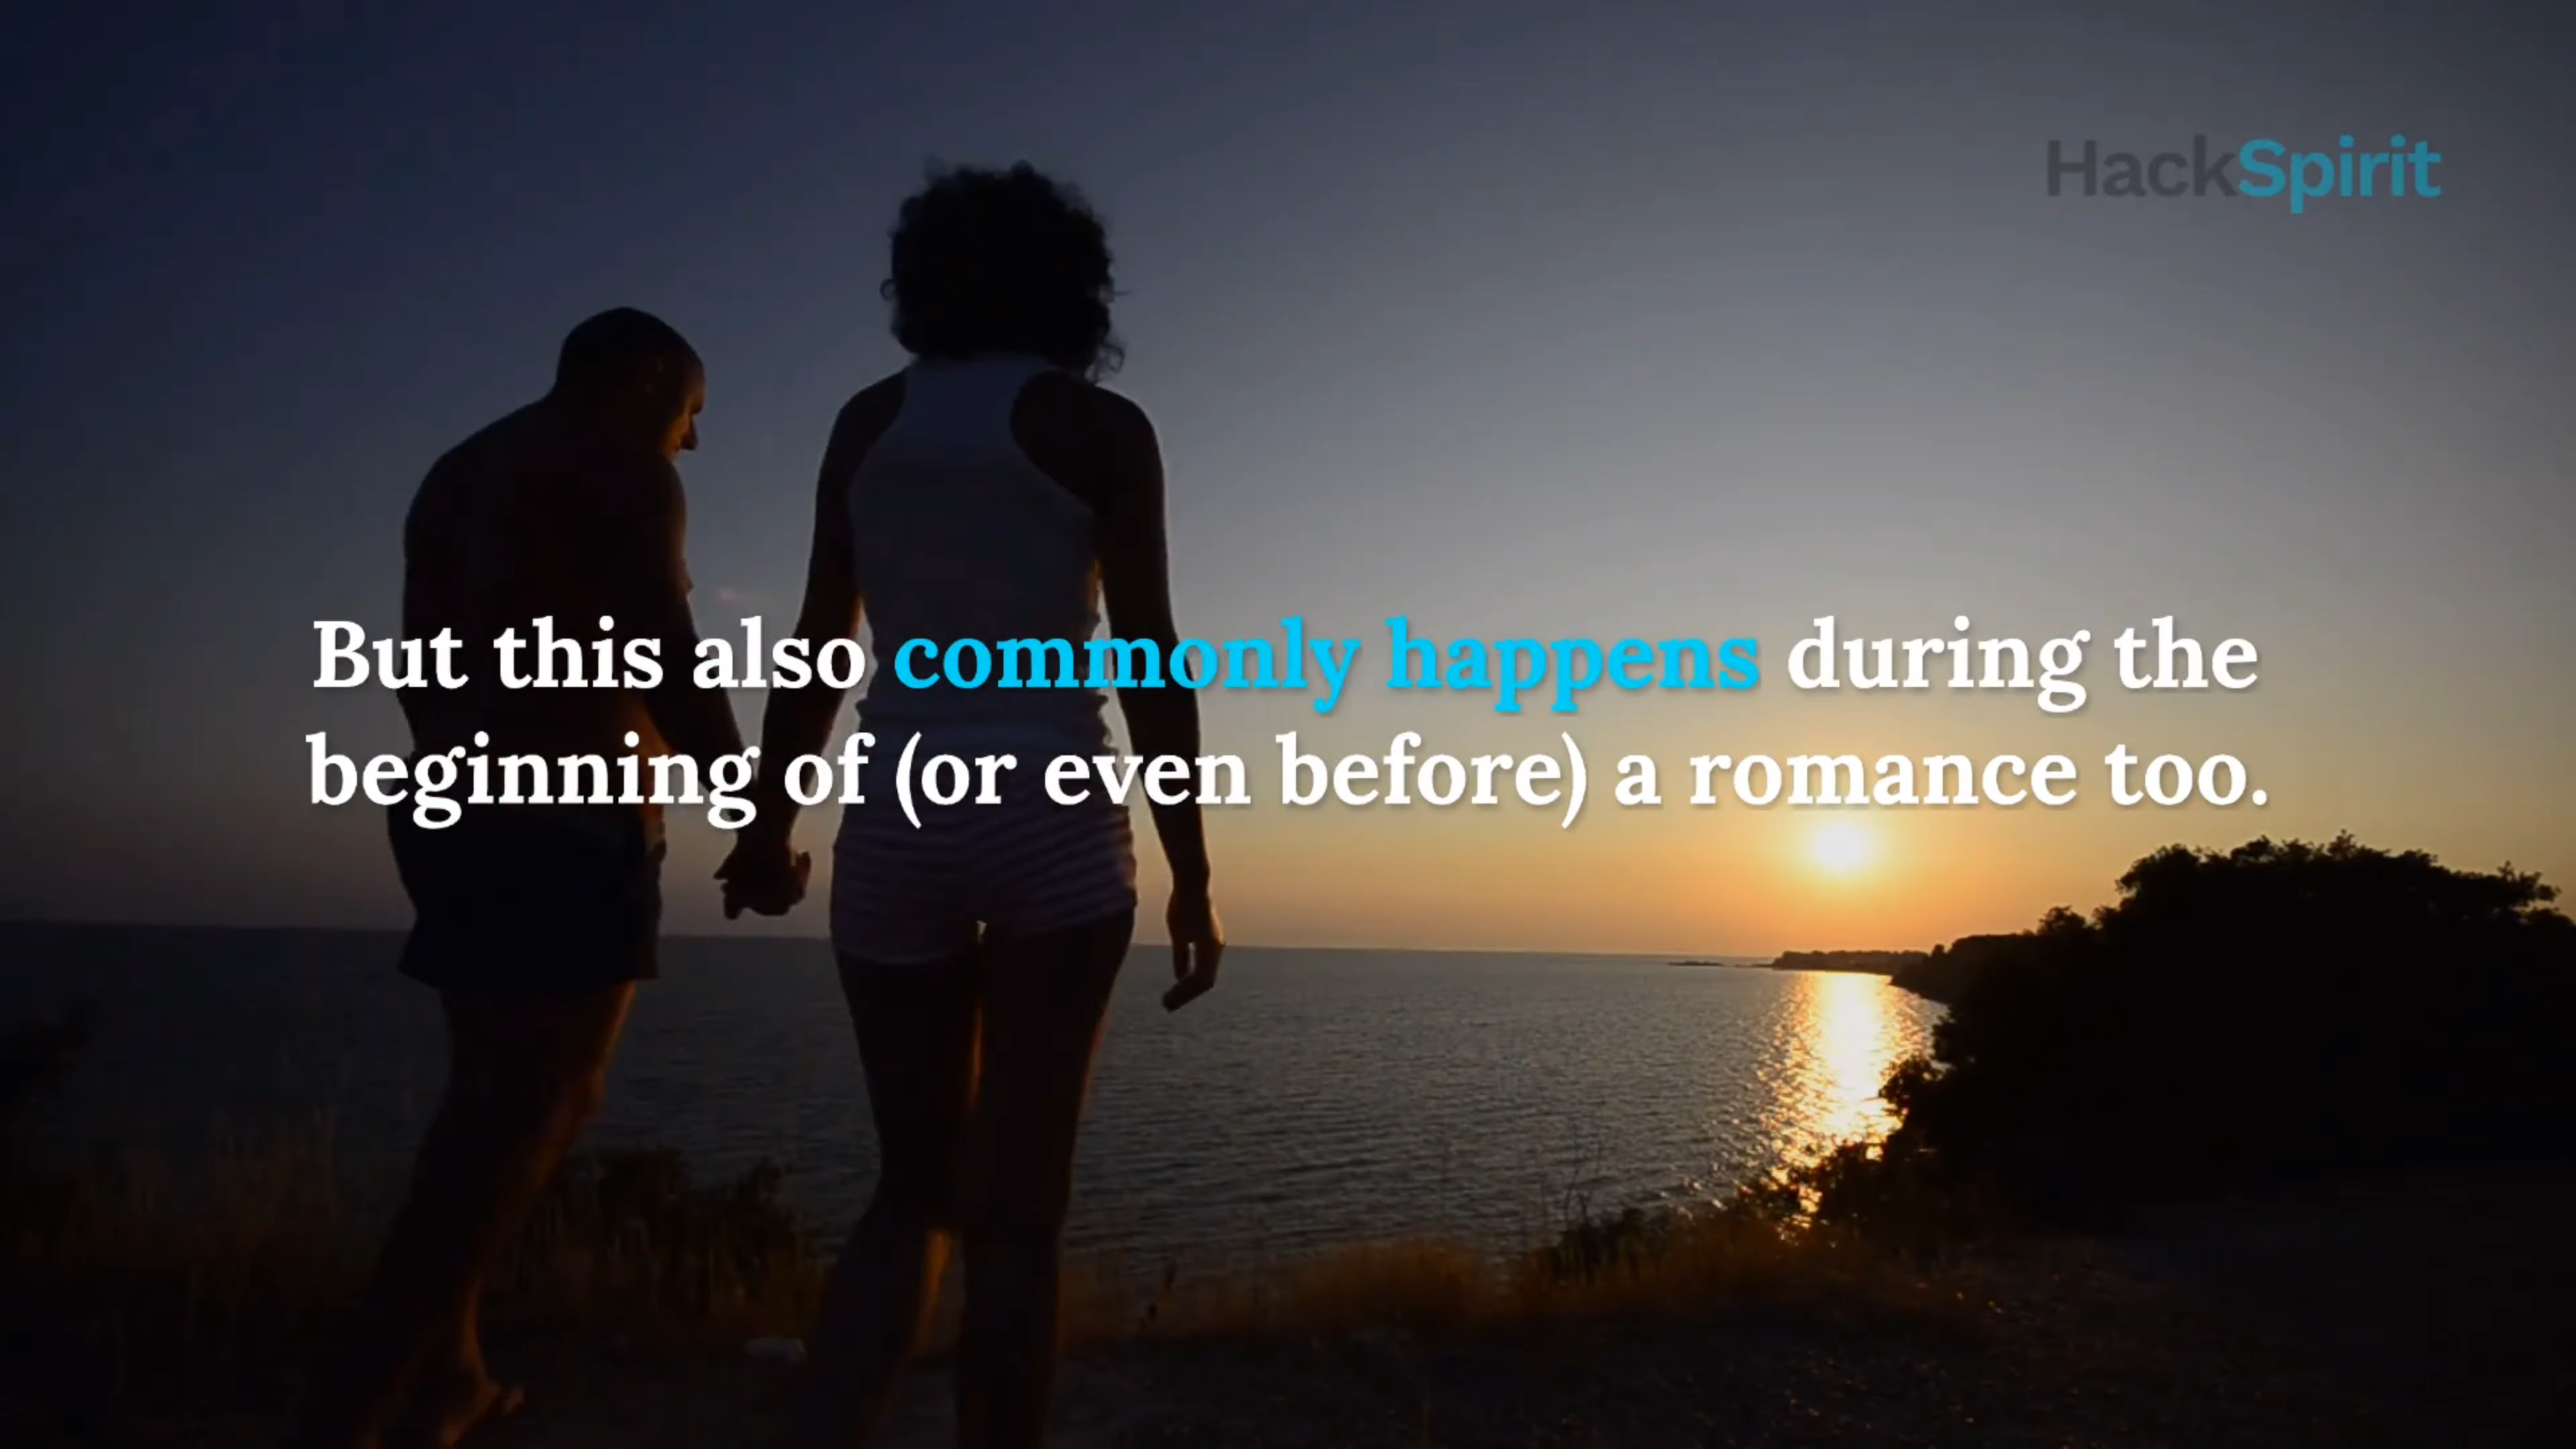 HackSpirit
But this also commonly happens during the
beginning of (or even before) a romance too.